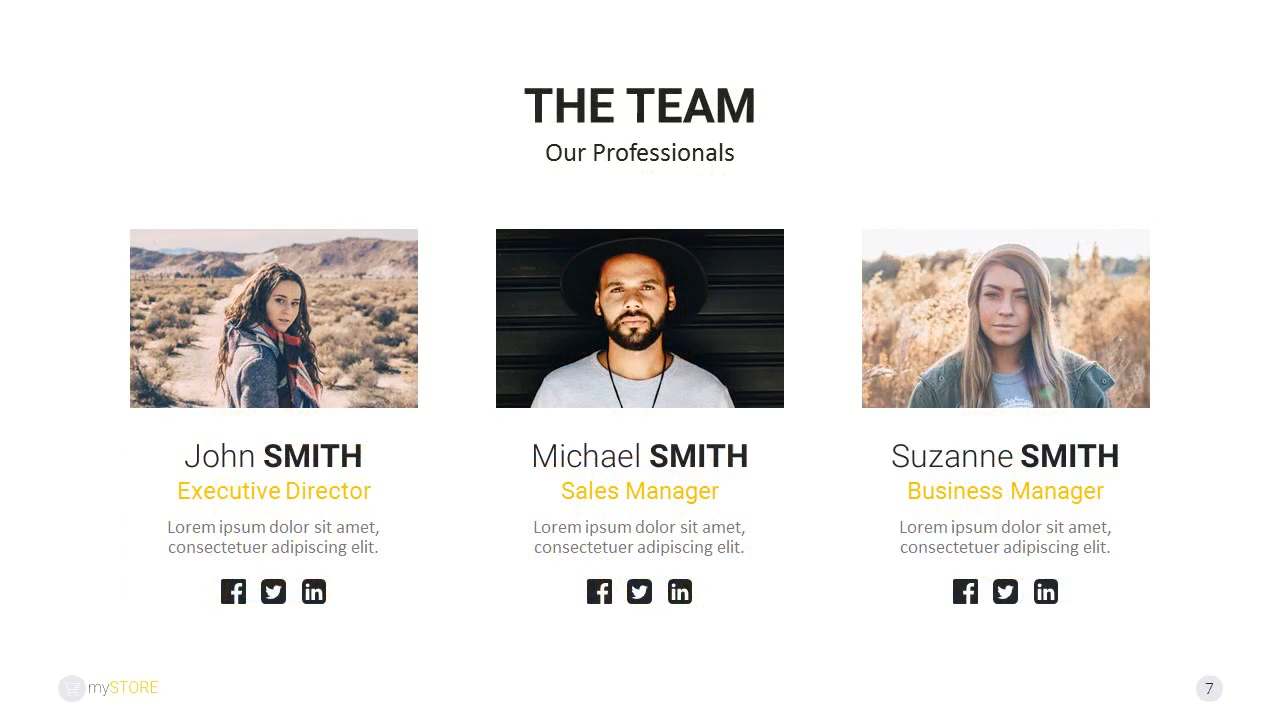 THE TEAM
Our Professionals
John SMITH
Executive Director
Lorem ipsum dolor sit amet,
consectetuer adipiscing elit.
Michael SMITH
Sales Manager
Lorem ipsum dolor sit amet,
consectetuer adipiscing elit.
Suzanne SMITH
Business Manager
Lorem ipsum dolor sit amet,
consectetuer adipiscing elit.
mySTORE
7